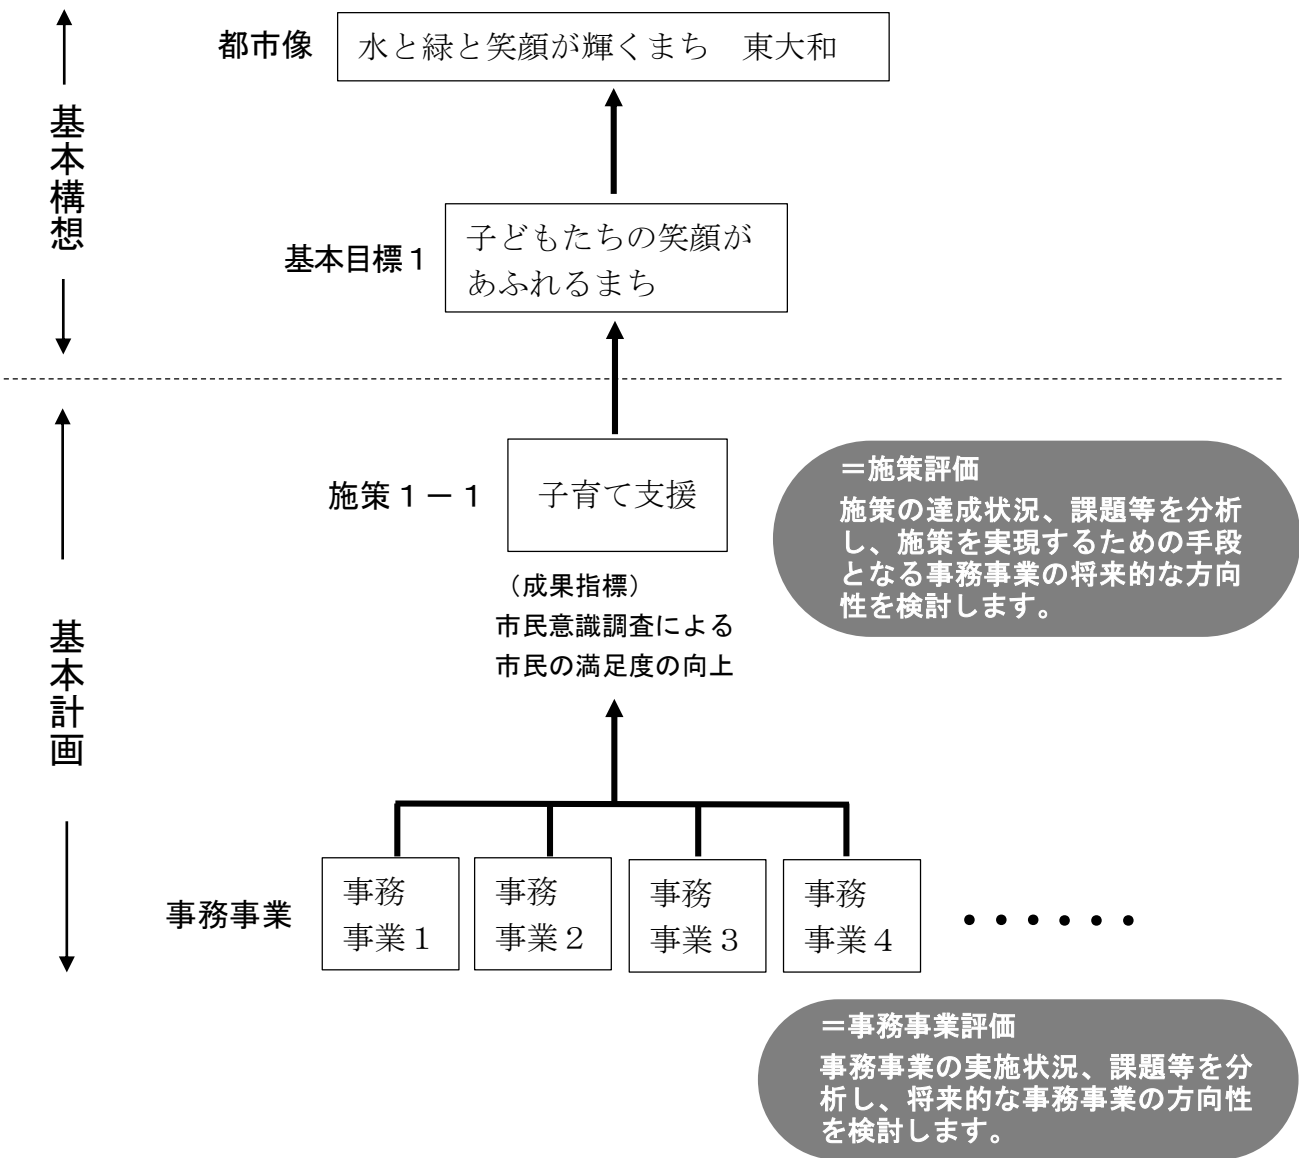 基本構想
都市像
水と緑と笑顔が輝くまち　東大和
基本目標１
子どもたちの笑顔が
あふれるまち
基本計画
施策１－１
子育て支援
（成果指標）
市民意識調査による
市民の満足度の向上
＝施策評価
施策の達成状況、課題等を分析
し、施策を実現するための手段
となる事務事業の将来的な方向
性を検討します。
事務事業
事務
事業１
事務
事業２
事務
事業３
事務
事業４
・・・・・・
＝事務事業評価
事務事業の実施状況、課題等を分
析し、将来的な事務事業の方向性
を検討します。